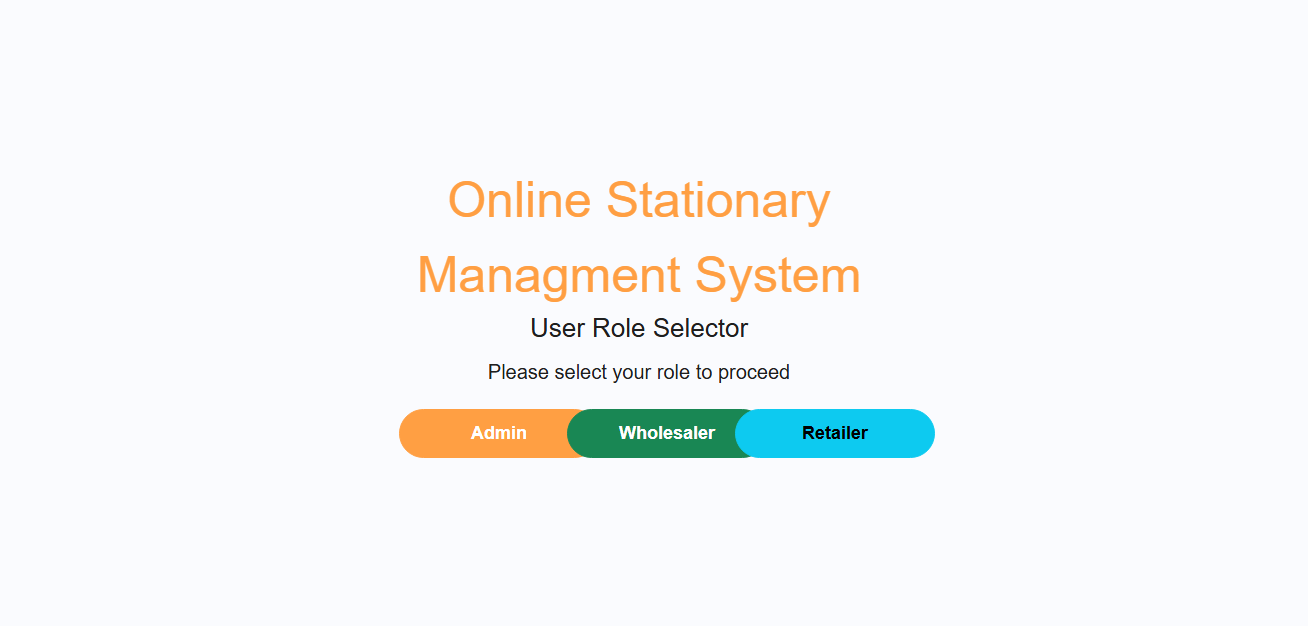 Online Stationary
Managment System
User Role Selector
Please select your role to proceed
Admin Wholesaler Retailer